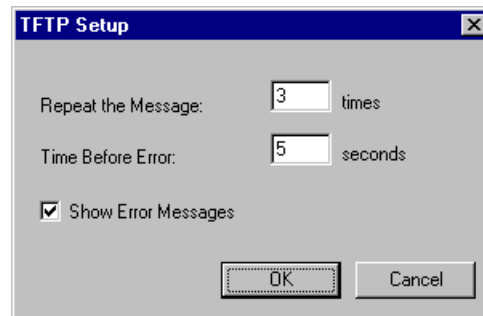 TFTP Setup
Repeat the Message: 3 times
Time Before Error: 5 seconds
Show Error Messages
OK Cancel